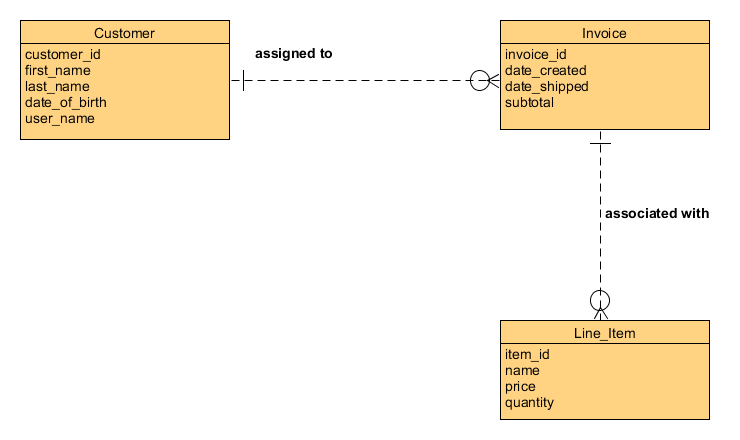 Customer
customer_id
first_name
last_name
date_of_birth
user_name
assigned to
Invoice
invoice_id
date_created
date_shipped
subtotal
associated with
Line_Item
item_id
name
price
quantity